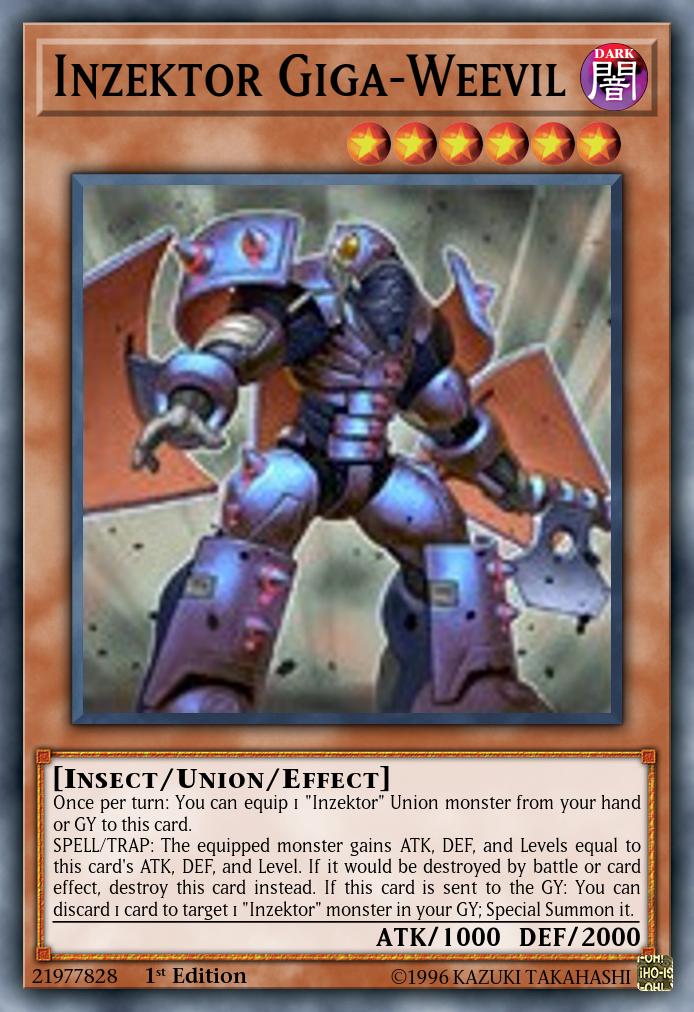 Inzektor Giga-Weevil
DARK
闇
[Insect/Union/Effect]
Once per turn: You can equip 1 "Inzektor" Union monster from your hand
or GY to this card.
SPELL/TRAP: The equipped monster gains ATK, DEF, and Levels equal to
this card's ATK, DEF, and Level. If it would be destroyed by battle or card
effect, destroy this card instead. If this card is sent to the GY: You can
discard 1 card to target 1 "Inzektor" monster in your GY; Special Summon it.
ATK/1000 DEF/2000
21977828 1st Edition ©1996 KAZUKI TAKAHASHI